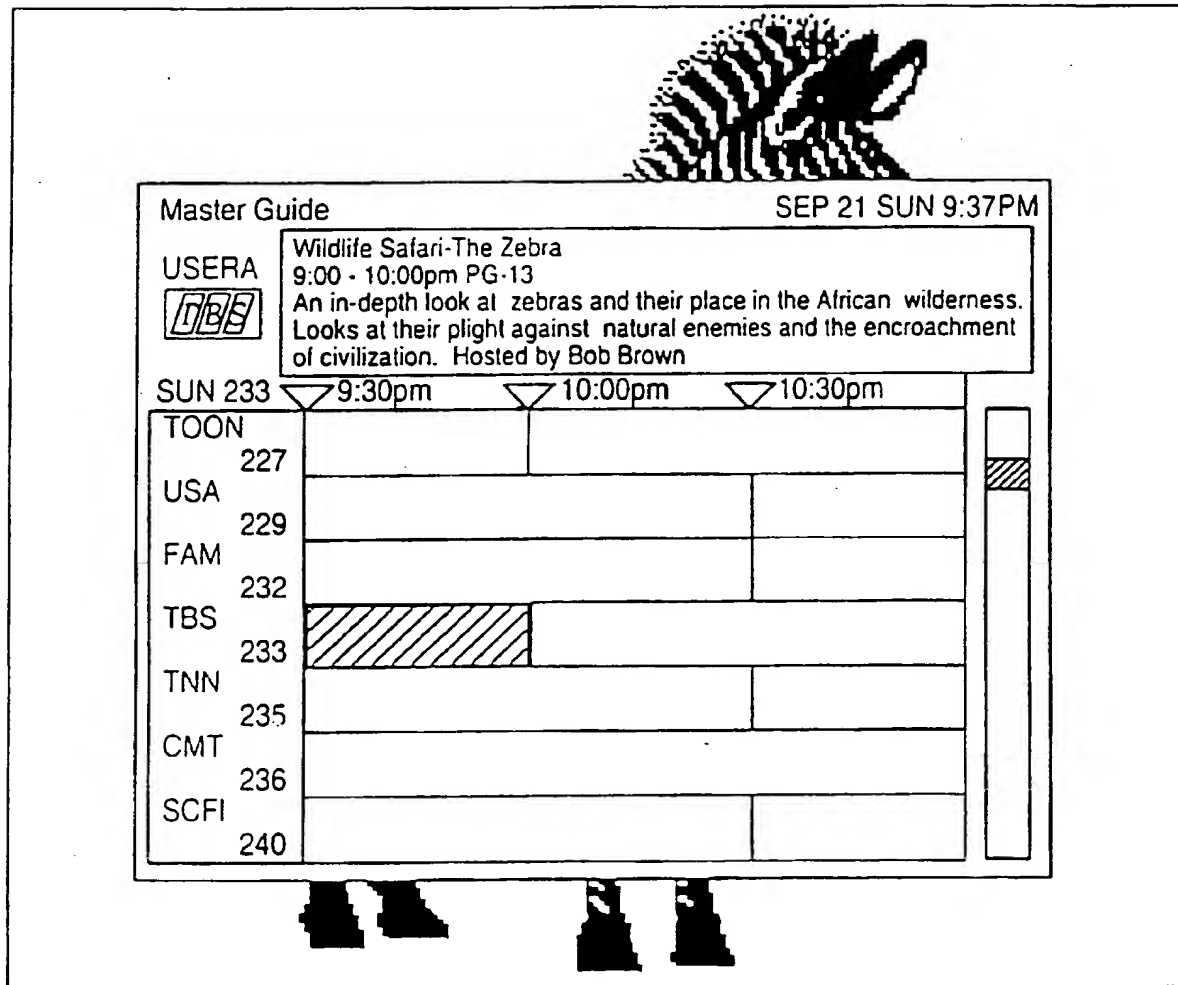 Master Guide SEP 21 SUN 9:37PM
USERA
TBS
Wildlife Safari-The Zebra
9:00 - 10:00pm PG-13
An in-depth look at zebras and their place in the African wilderness.
Looks at their plight against natural enemies and the encroachment
of civilization. Hosted by Bob Brown
SUN 233 9:30pm 10:00pm 10:30pm
TOON
227
USA
229
FAM
232
TBS
233
TNN
235
CMT
236
SCFI
240